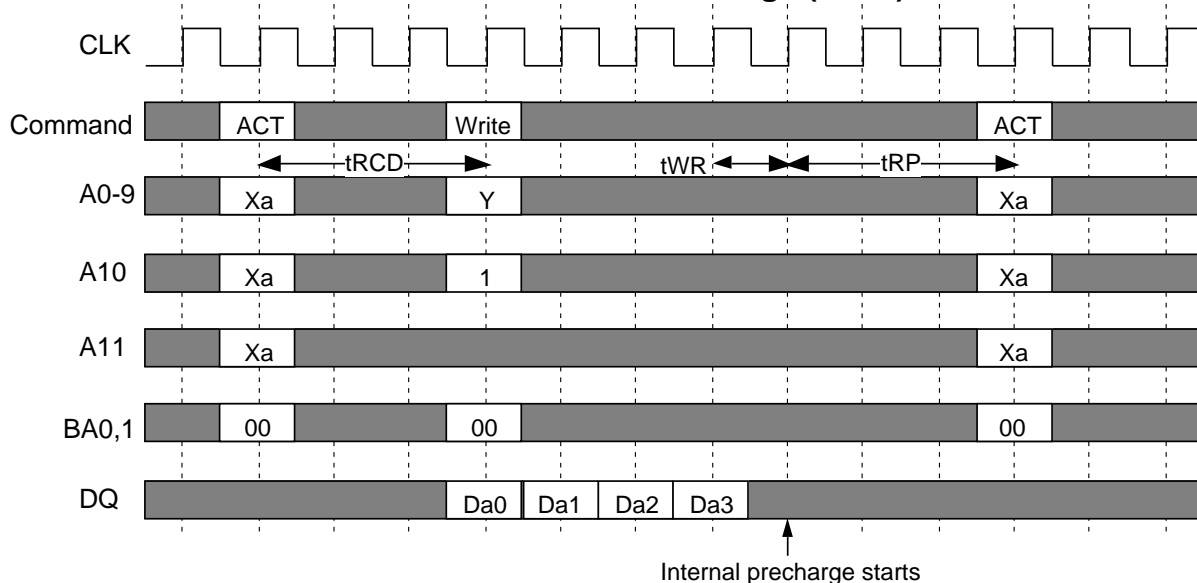 CLK
Command ACT Write ACT
tRCD tWR tRP
A0-9 Xa Y Xa
A10 Xa 1 Xa
A11 Xa Xa
BA0,1 00 00 00
DQ Da0 Da1 Da2 Da3
Internal precharge starts